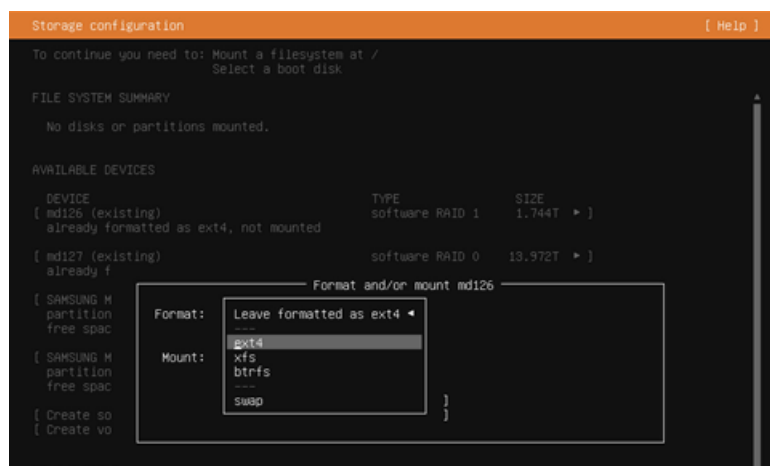 Storage configuration [ Help ]
To continue you need to: Mount a filesystem at /
Select a boot disk
FILE SYSTEM SUMMARY
No disks or partitions mounted.
AVAILABLE DEVICES
DEVICE TYPE SIZE
[ md126 (existing) software RAID 1 1.744T ▸ ]
already formatted as ext4, not mounted
[ md127 (existing) software RAID 0 13.972T ▸ ]
already f
Format and/or mount md126
[ SAMSUNG M
partition
free spac
Format: Leave formatted as ext4 ◂
---
ext4
[ SAMSUNG M
partition
free spac
Mount: xfs
btrfs
---
swap ]
[ Create so ]
[ Create vo